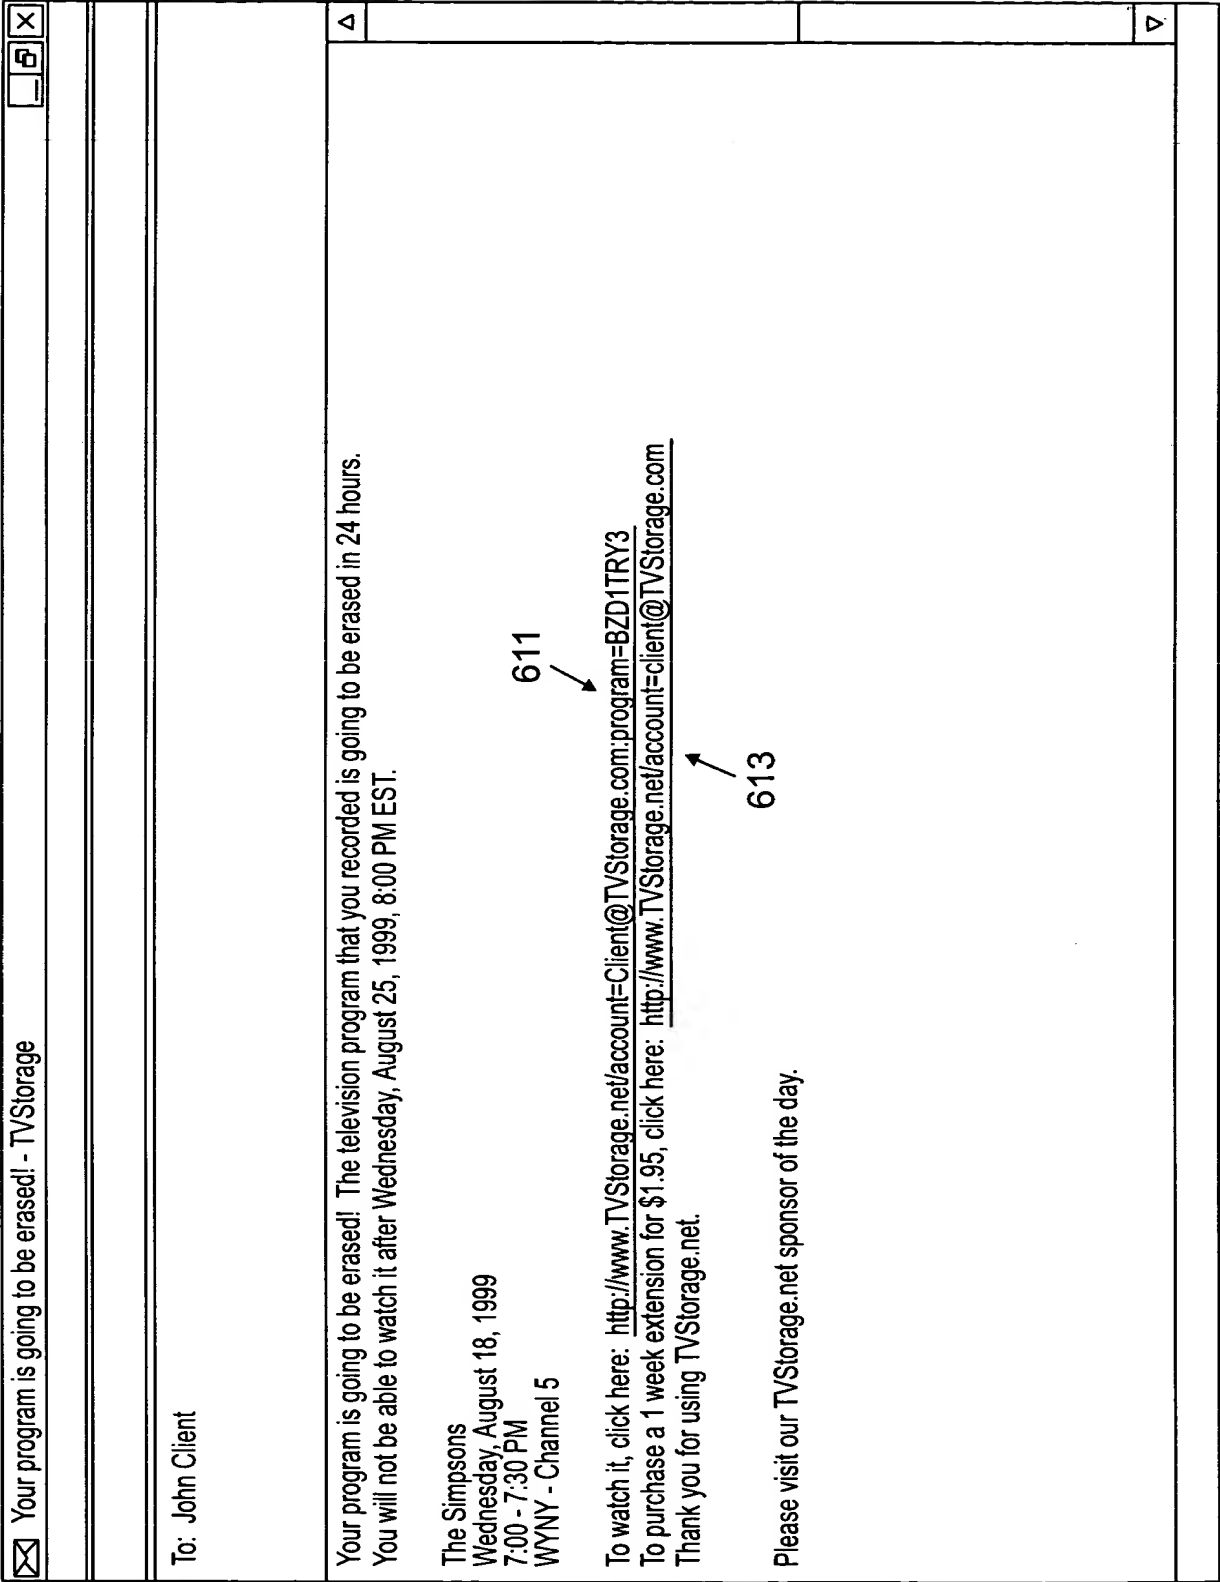 Your program is going to be erased! - TVStorage
To: John Client
Your program is going to be erased! The television program that you recorded is going to be erased in 24 hours.
You will not be able to watch it after Wednesday, August 25, 1999, 8:00 PM EST.
The Simpsons
Wednesday, August 18, 1999
7:00 - 7:30 PM
WYNY - Channel 5
611
To watch it, click here: http://www.TVStorage.net/account=Client@TVStorage.com:program=BZD1TRY3
To purchase a 1 week extension for $1.95, click here: http://www.TVStorage.net/account=client@TVStorage.com
Thank you for using TVStorage.net.
613
Please visit our TVStorage.net sponsor of the day.